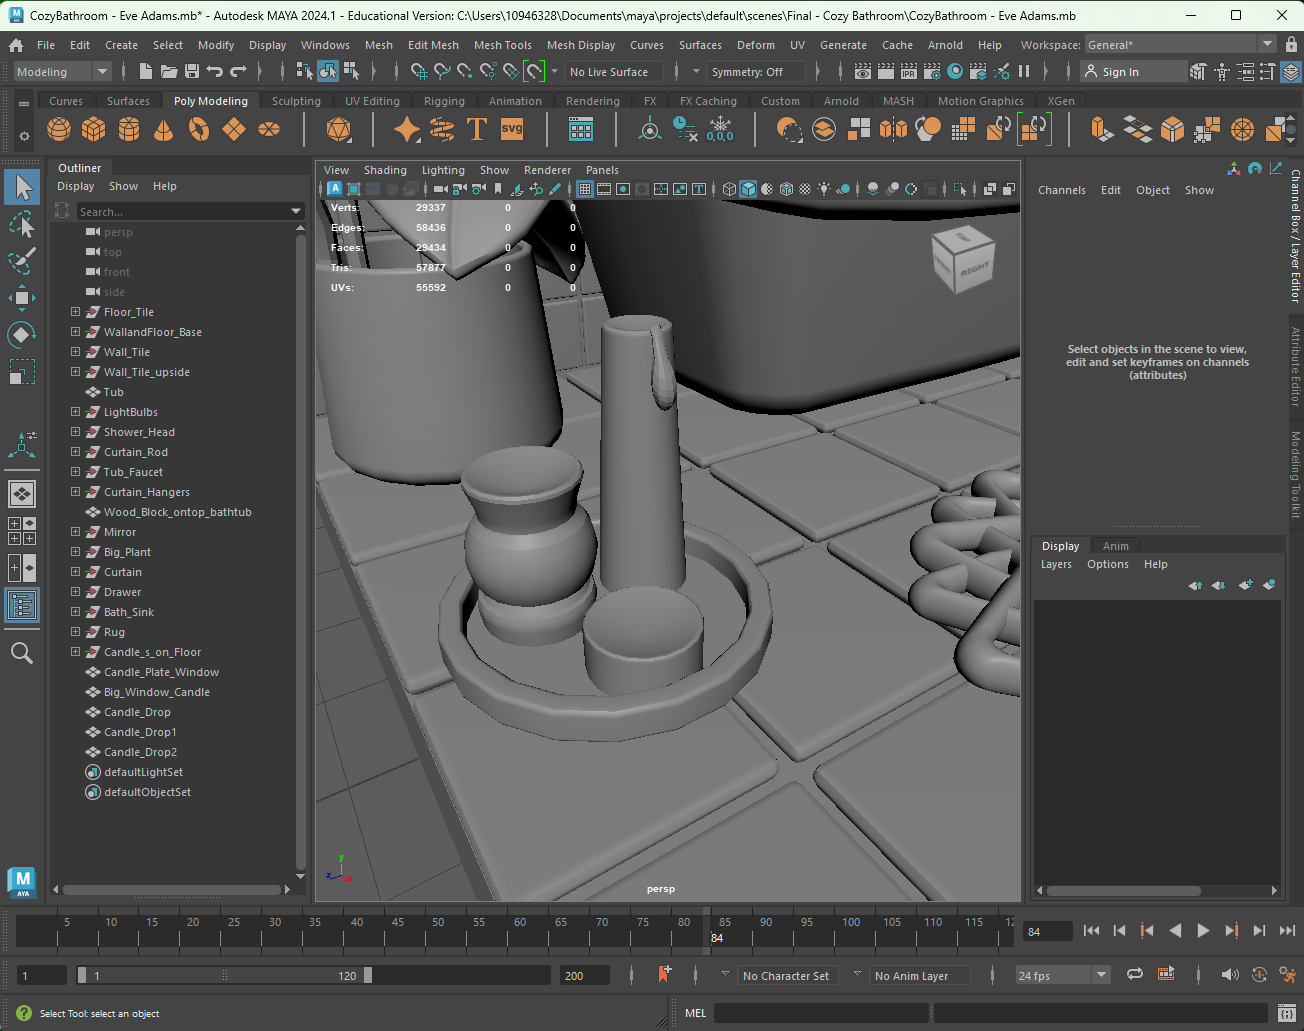 CozyBathroom - Eve Adams.mb* - Autodesk MAYA 2024.1 - Educational Version: C:\Users\10946328\Documents\maya\projects\default\scenes\Final - Cozy Bathroom\CozyBathroom - Eve Adams.mb
File Edit Create Select Modify Display Windows Mesh Edit Mesh Mesh Tools Mesh Display Curves Surfaces Deform UV Generate Cache Arnold Help Workspace: General*
Modeling No Live Surface Symmetry: Off IPR Sign In
Curves Surfaces Poly Modeling Sculpting UV Editing Rigging Animation Rendering FX FX Caching Custom Arnold MASH Motion Graphics XGen
T SVG 0,0,0
Outliner
Display Show Help
Search...
persp
top
front
side
Floor_Tile
WallandFloor_Base
Wall_Tile
Wall_Tile_upside
Tub
LightBulbs
Shower_Head
Curtain_Rod
Tub_Faucet
Curtain_Hangers
Wood_Block_ontop_bathtub
Mirror
Big_Plant
Curtain
Drawer
Bath_Sink
Rug
Candle_s_on_Floor
Candle_Plate_Window
Big_Window_Candle
Candle_Drop
Candle_Drop1
Candle_Drop2
defaultLightSet
defaultObjectSet
M
AYA
View Shading Lighting Show Renderer Panels
Verts: 29337 0 0
Edges: 58436 0 0
Faces: 29434 0 0
Tris: 57877 0 0
UVs: 55592 0 0
RIGHT
y
z
x
persp
Channels Edit Object Show
Select objects in the scene to view,
edit and set keyframes on channels
(attributes)
Channel Box / Layer Editor
Attribute Editor
Modeling Toolkit
Display Anim
Layers Options Help
5 10 15 20 25 30 35 40 45 50 55 60 65 70 75 80 85 90 95 100 105 110 115 12
84
84
1 1 120 200 No Character Set No Anim Layer 24 fps
Select Tool: select an object MEL